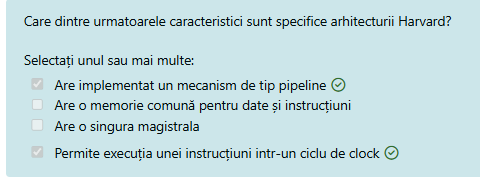 Care dintre urmatoarele caracteristici sunt specifice arhitecturii Harvard?
Selectați unul sau mai multe:
Are implementat un mecanism de tip pipeline
Are o memorie comună pentru date și instrucțiuni
Are o singura magistrala
Permite execuția unei instrucțiuni intr-un ciclu de clock